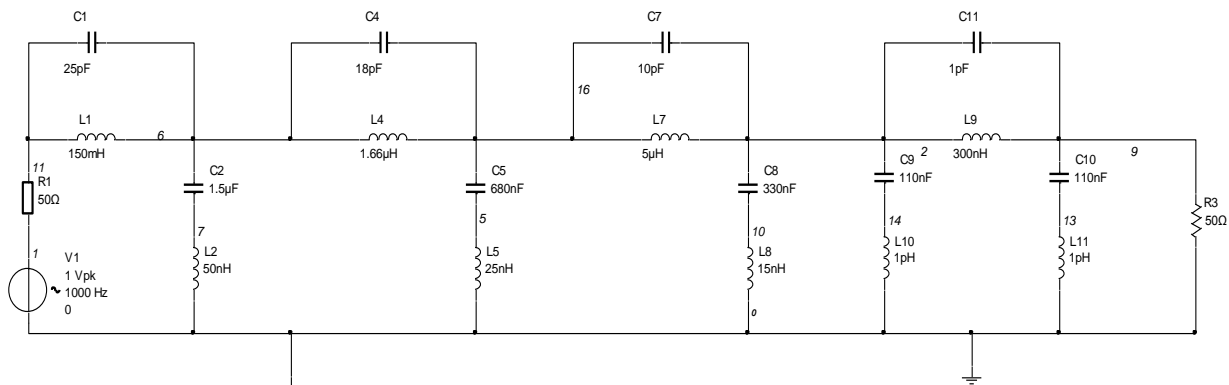 C1
25pF
C4
18pF
C7
10pF
C11
1pF
16
L1
150mH
6
L4
1.66µH
L7
5µH
L9
300nH
2
9
11
R1
50Ω
C2
1.5µF
C5
680nF
C8
330nF
C9
110nF
C10
110nF
R3
50Ω
7
5
10
14
13
L2
50nH
L5
25nH
L8
15nH
L10
1pH
L11
1pH
1
V1
1 Vpk
1000 Hz
0
0